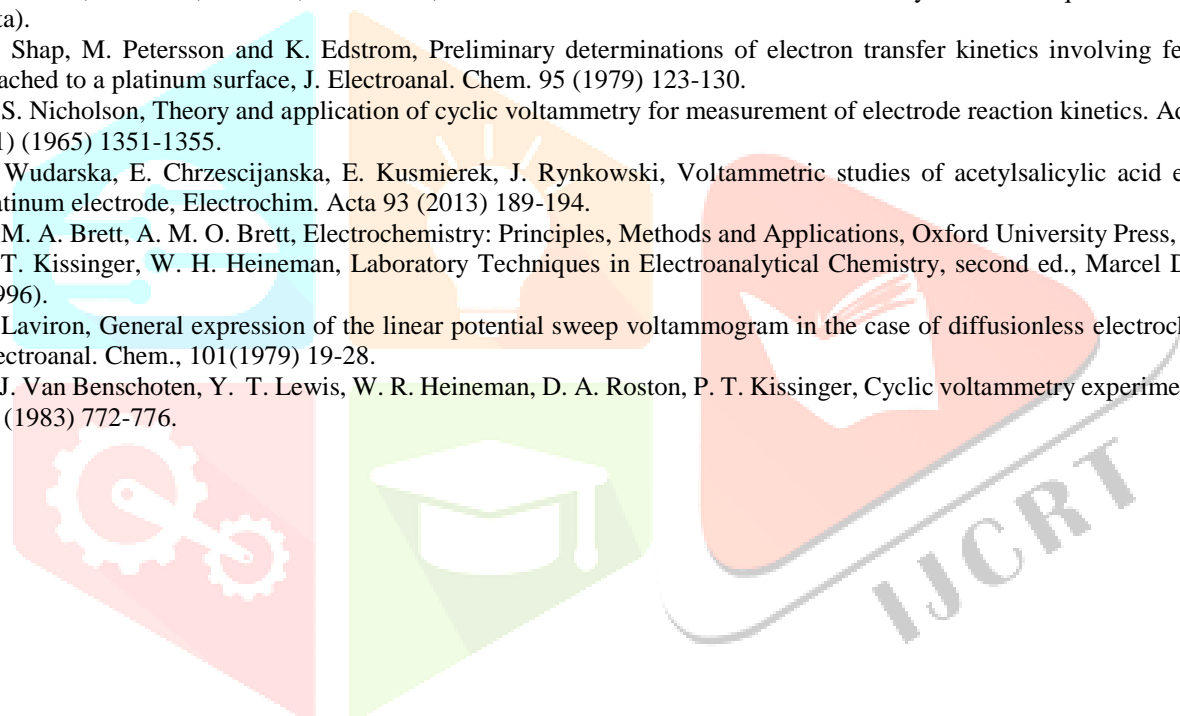 ta).
Shap, M. Petersson and K. Edstrom, Preliminary determinations of electron transfer kinetics involving fe
ached to a platinum surface, J. Electroanal. Chem. 95 (1979) 123-130.
S. Nicholson, Theory and application of cyclic voltammetry for measurement of electrode reaction kinetics. Ac
1) (1965) 1351-1355.
Wudarska, E. Chrzescijanska, E. Kusmierek, J. Rynkowski, Voltammetric studies of acetylsalicylic acid e
atinum electrode, Electrochim. Acta 93 (2013) 189-194.
M. A. Brett, A. M. O. Brett, Electrochemistry: Principles, Methods and Applications, Oxford University Press,
T. Kissinger, W. H. Heineman, Laboratory Techniques in Electroanalytical Chemistry, second ed., Marcel D
996).
Laviron, General expression of the linear potential sweep voltammogram in the case of diffusionless electroc
ectroanal. Chem., 101(1979) 19-28.
J. Van Benschoten, Y. T. Lewis, W. R. Heineman, D. A. Roston, P. T. Kissinger, Cyclic voltammetry experime
(1983) 772-776.
IJCRT